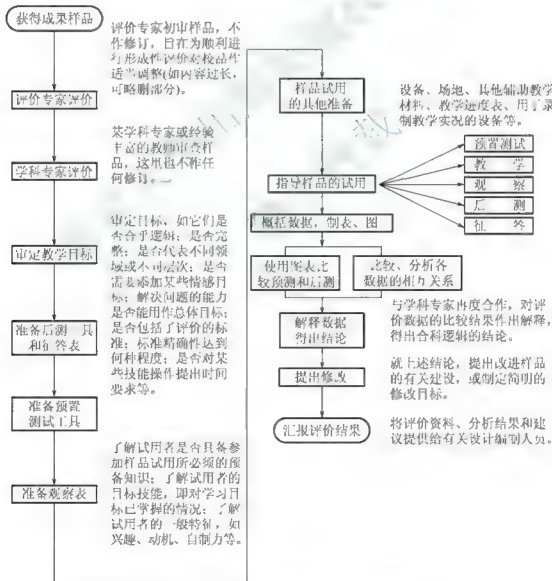 获得成果样品
评价专家初审样品，不
作修订，目在为顺利进
行形成性评价对校品作
适当调整(如内容过长，
可略删部分)。
评价专家评价
某学科专家或经验
丰富的教师审查样
品，这里也不作任
何修订。
学科专家评价
审定目标，如它们是
否合乎逻辑；是否完
整；是否代表不同领
域或不同层次；是否
需要添加某些情感目
标；解决问题的能力
是否能用作总体目标；
是否包括了评价的标
准；标准精确性达到
何种程度；是否对某
些技能操作提出时间
要求等。
审定教学目标
准备后测 具
和征答表
准备预置
测试工具
了解试用者是否具备参
加样品试用所必须的预
备知识；了解试用者的
目标技能，即对学习目
标已掌握的情况；了解
试用者的一般特征，如
兴趣、动机、自制力等。
准备观察表
样品试用
的其他准备
设备、场地、其他辅助教学
材料、教学进度表、用 录
制教学实况的设备等。
指导样品的试用
预置测试
教 学
观 察
后 测
征 答
概括数据，制表、图
使用图表比
较预测和后测
比较、分析各
数据的相互关系
解释数据
得出结论
与学科专家再度合作，对评
价数据的比较结果作出解释，
得出合科逻辑的结论。
提出修改
就上述结论，提出改进样品
的有关建设，或制定简明的
修改目标。
汇报评价结果
将评价资料、分析结果和建
议提供给有关设计编制人员。